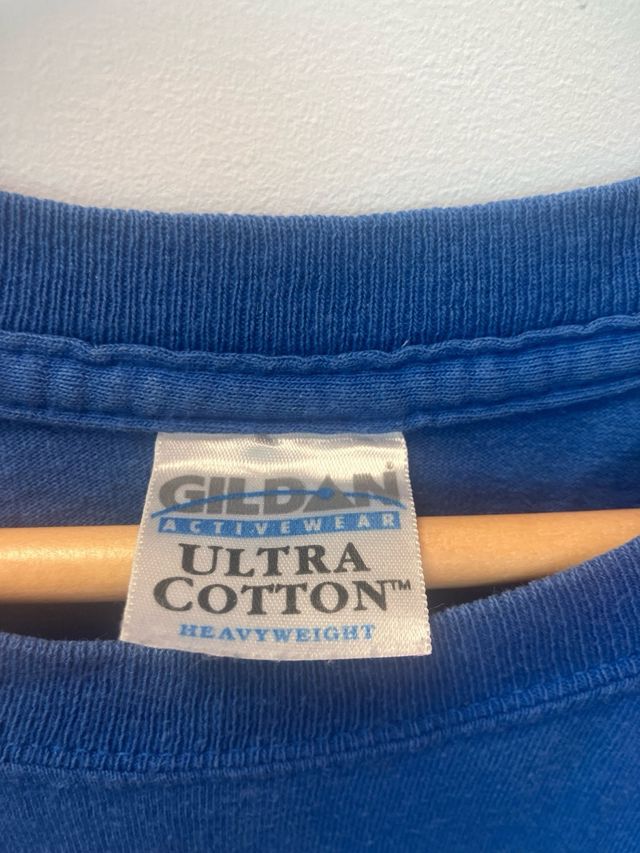 GILDAN®
ACTIVEWEAR
ULTRA
COTTON™
HEAVYWEIGHT